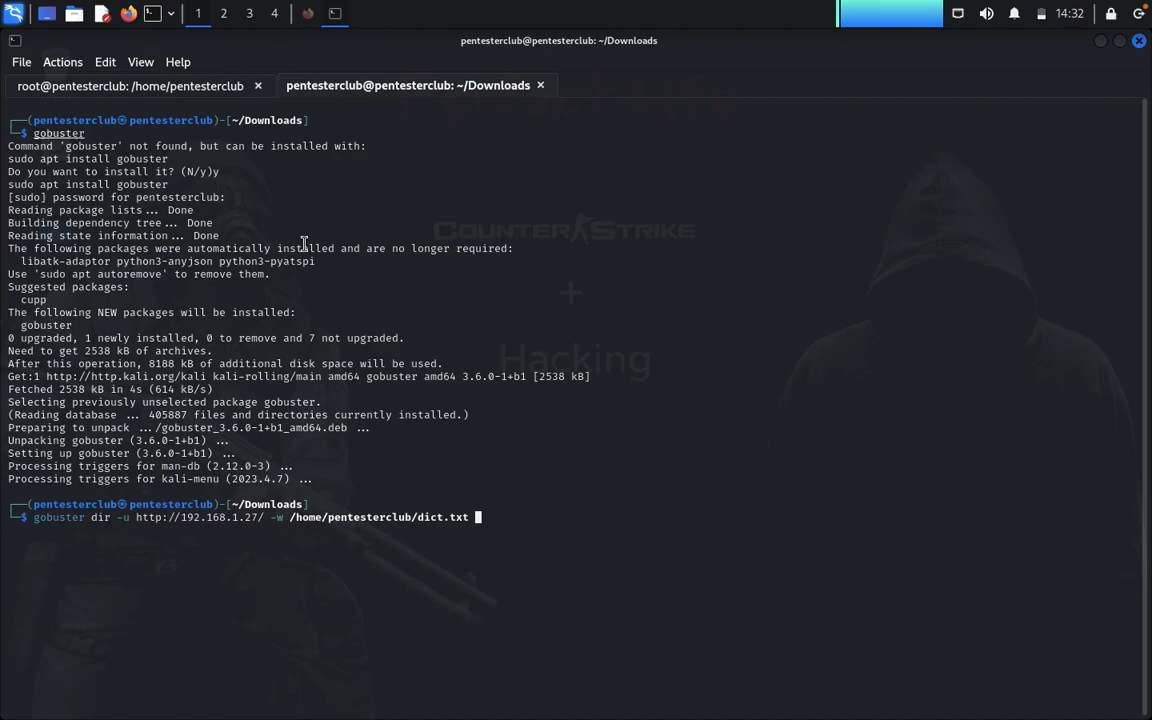 1 2 3 4 14:32
pentesterclub@pentesterclub: ~/Downloads
File Actions Edit View Help
root@pentesterclub: /home/pentesterclub × pentesterclub@pentesterclub: ~/Downloads ×
┌──(pentesterclub㉿pentesterclub)-[~/Downloads]
└─$ gobuster
Command 'gobuster' not found, but can be installed with:
sudo apt install gobuster
Do you want to install it? (N/y)y
sudo apt install gobuster
[sudo] password for pentesterclub:
Reading package lists... Done
Building dependency tree... Done
Reading state information... Done
The following packages were automatically installed and are no longer required:
libatk-adaptor python3-anyjson python3-pyatspi
Use 'sudo apt autoremove' to remove them.
Suggested packages:
cupp
The following NEW packages will be installed:
gobuster
0 upgraded, 1 newly installed, 0 to remove and 7 not upgraded.
Need to get 2538 kB of archives.
After this operation, 8188 kB of additional disk space will be used.
Get:1 http://http.kali.org/kali kali-rolling/main amd64 gobuster amd64 3.6.0-1+b1 [2538 kB]
Fetched 2538 kB in 4s (614 kB/s)
Selecting previously unselected package gobuster.
(Reading database ... 405887 files and directories currently installed.)
Preparing to unpack .../gobuster_3.6.0-1+b1_amd64.deb ...
Unpacking gobuster (3.6.0-1+b1) ...
Setting up gobuster (3.6.0-1+b1) ...
Processing triggers for man-db (2.12.0-3) ...
Processing triggers for kali-menu (2023.4.7) ...
┌──(pentesterclub㉿pentesterclub)-[~/Downloads]
└─$ gobuster dir -u http://192.168.1.27/ -w /home/pentesterclub/dict.txt
COUNTER STRIKE
+
Hacking